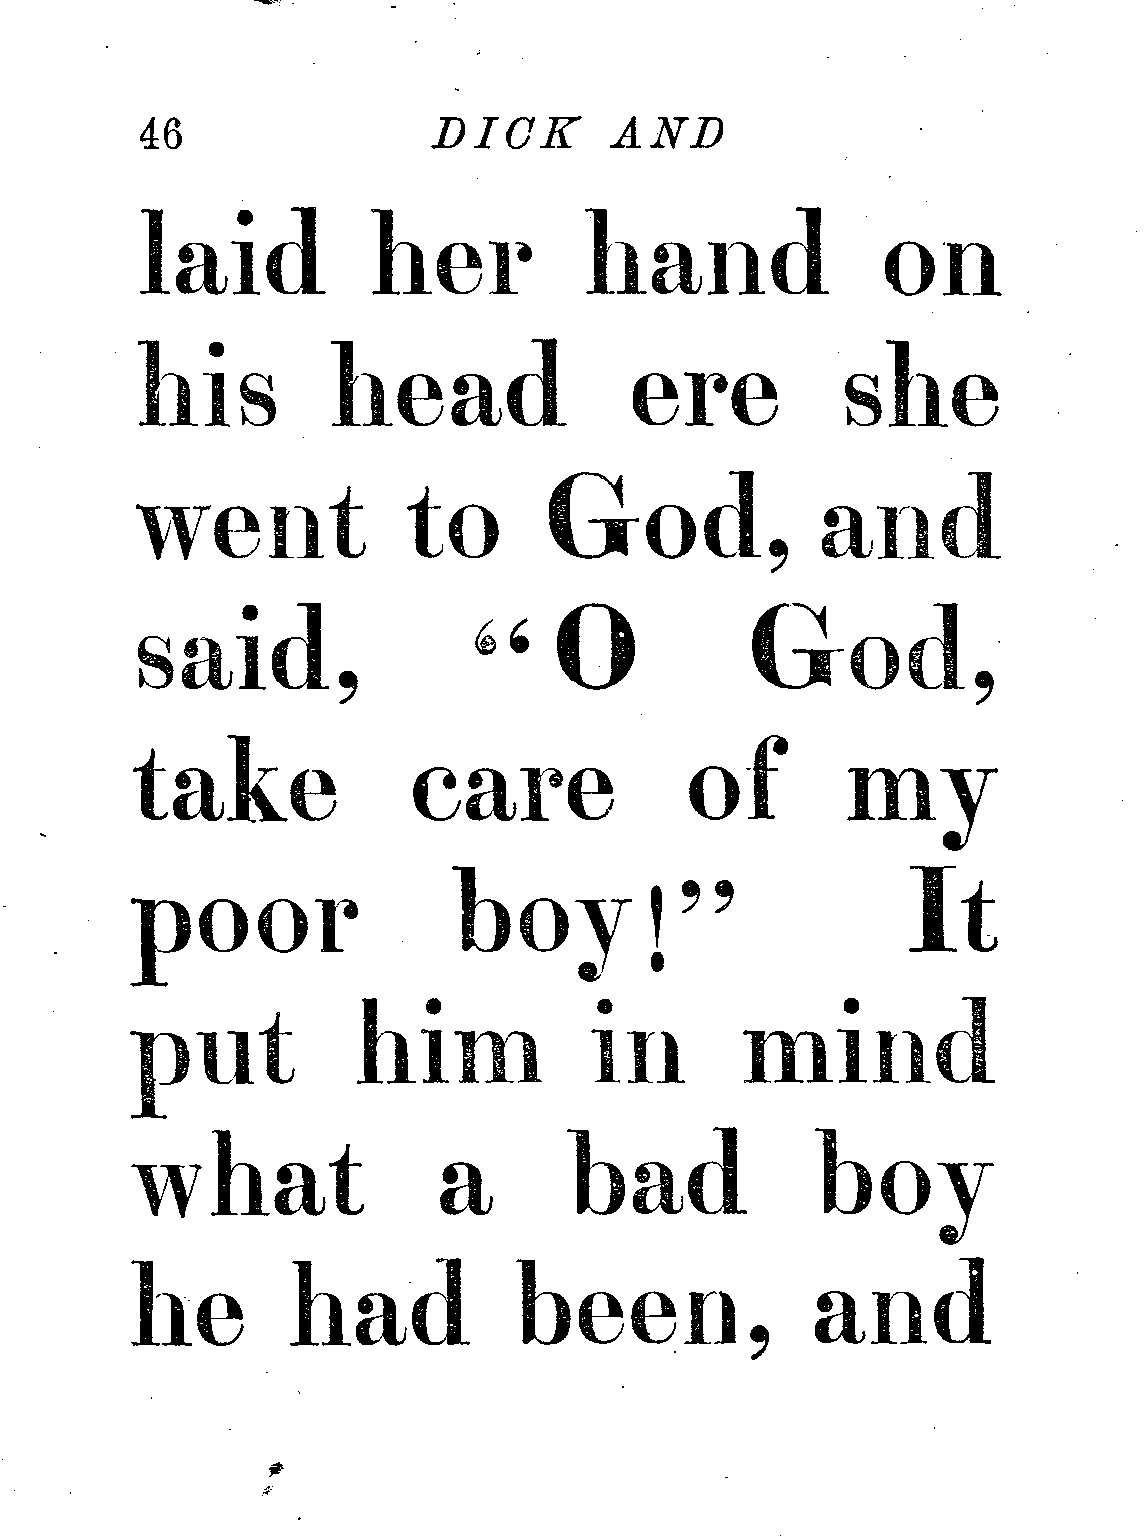 46 DICK AND
laid her hand on
his head ere she
went to God, and
said, “O God,
take care of my
poor boy!” It
put him in mind
what a bad boy
he had been, and